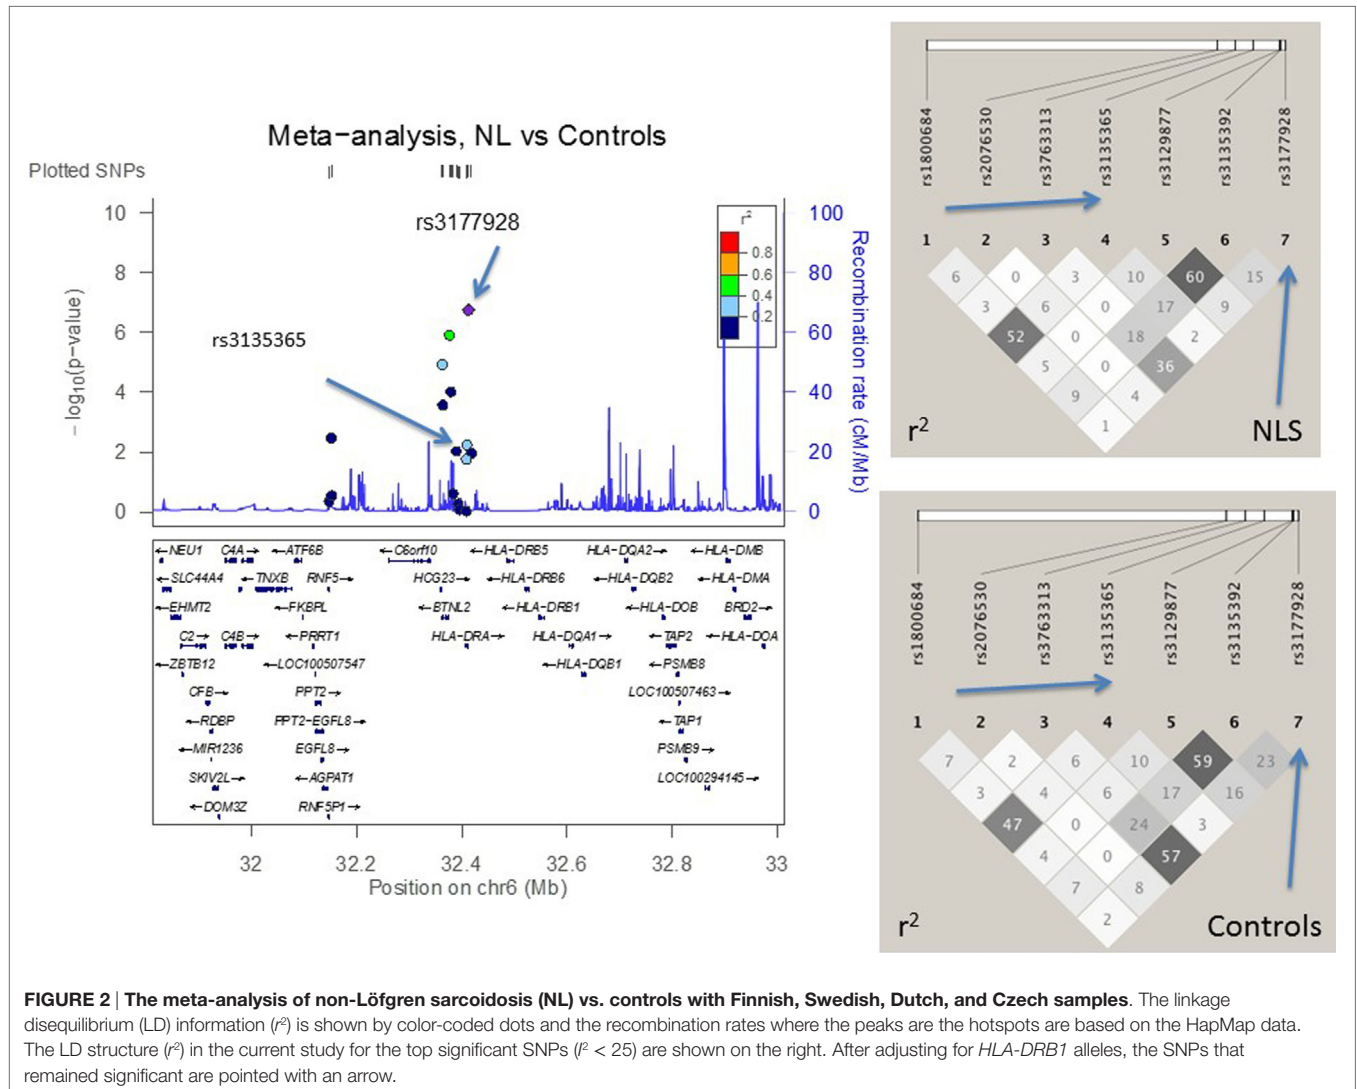 Meta−analysis, NL vs Controls
Plotted SNPs
rs3177928
rs3135365
r²
0.8
0.6
0.4
0.2
10
8
6
4
2
0
−log10(p−value)
100
80
60
40
20
0
Recombination rate (cM/Mb)
←NEU1 C4A→ ←ATF6B ←C6orf10 ←HLA−DRB5 HLA−DQA2→ ←HLA−DMB
←SLC44A4 ←TNXB RNF5→ HCG23→ ←HLA−DRB6 ←HLA−DQB2 ←HLA−DMA
←EHMT2 ←FKBPL ←BTNL2 ←HLA−DRB1 ←HLA−DOB BRD2→
C2→ C4B→ ←PRRT1 HLA−DRA→ HLA−DQA1→ ←TAP2 ←HLA−DOA
←ZBTB12 ←LOC100507547 ←HLA−DQB1 ←PSMB8
CFB→ PPT2→ LOC100507463→
←RDBP PPT2−EGFL8→ ←TAP1
←MIR1236 EGFL8→ PSMB9→
SKIV2L→ ←AGPAT1 LOC100294145→
←DOM3Z RNF5P1→
32 32.2 32.4 32.6 32.8 33
Position on chr6 (Mb)
rs1800684
rs2076530
rs3763313
rs3135365
rs3129877
rs3135392
rs3177928
1 2 3 4 5 6 7
6 0 3 10 60 15
3 6 0 17 9
52 0 18 2
5 0 36
9 4
1
r²
NLS
rs1800684
rs2076530
rs3763313
rs3135365
rs3129877
rs3135392
rs3177928
1 2 3 4 5 6 7
7 2 6 10 59 23
3 4 6 17 16
47 0 24 3
4 0 57
7 8
2
r²
Controls
FIGURE 2 | The meta-analysis of non-Löfgren sarcoidosis (NL) vs. controls with Finnish, Swedish, Dutch, and Czech samples. The linkage
disequilibrium (LD) information (r²) is shown by color-coded dots and the recombination rates where the peaks are the hotspots are based on the HapMap data.
The LD structure (r²) in the current study for the top significant SNPs (I² < 25) are shown on the right. After adjusting for HLA-DRB1 alleles, the SNPs that
remained significant are pointed with an arrow.